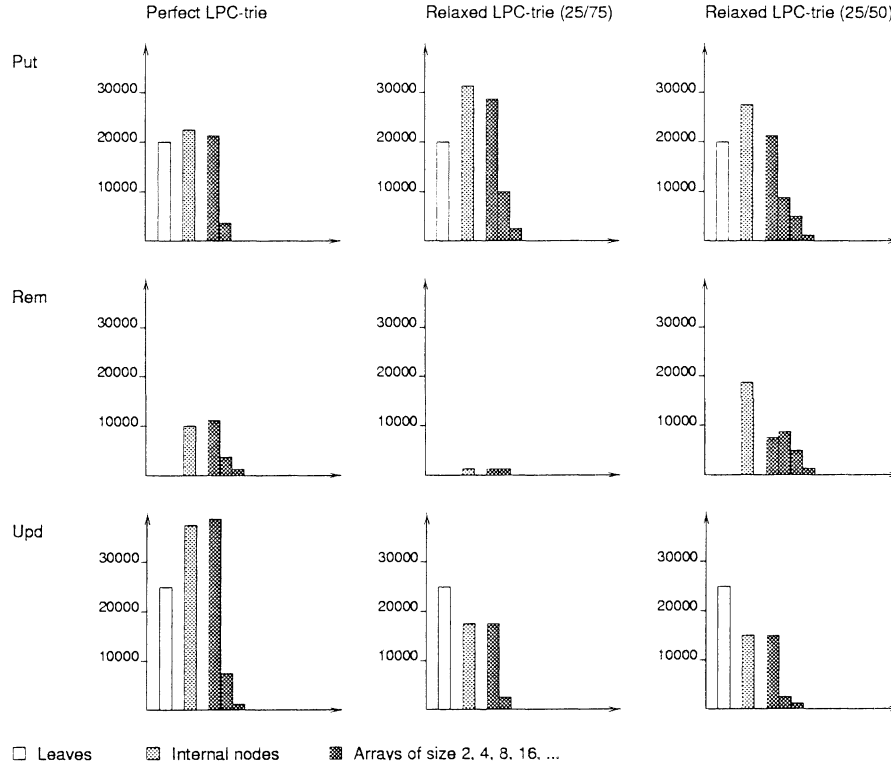 Perfect LPC-trie Relaxed LPC-trie (25/75) Relaxed LPC-trie (25/50)
Put
30000 30000 30000
20000 20000 20000
10000 10000 10000
Rem
30000 30000 30000
20000 20000 20000
10000 10000 10000
Upd
30000 30000 30000
20000 20000 20000
10000 10000 10000
Leaves Internal nodes Arrays of size 2, 4, 8, 16, ...